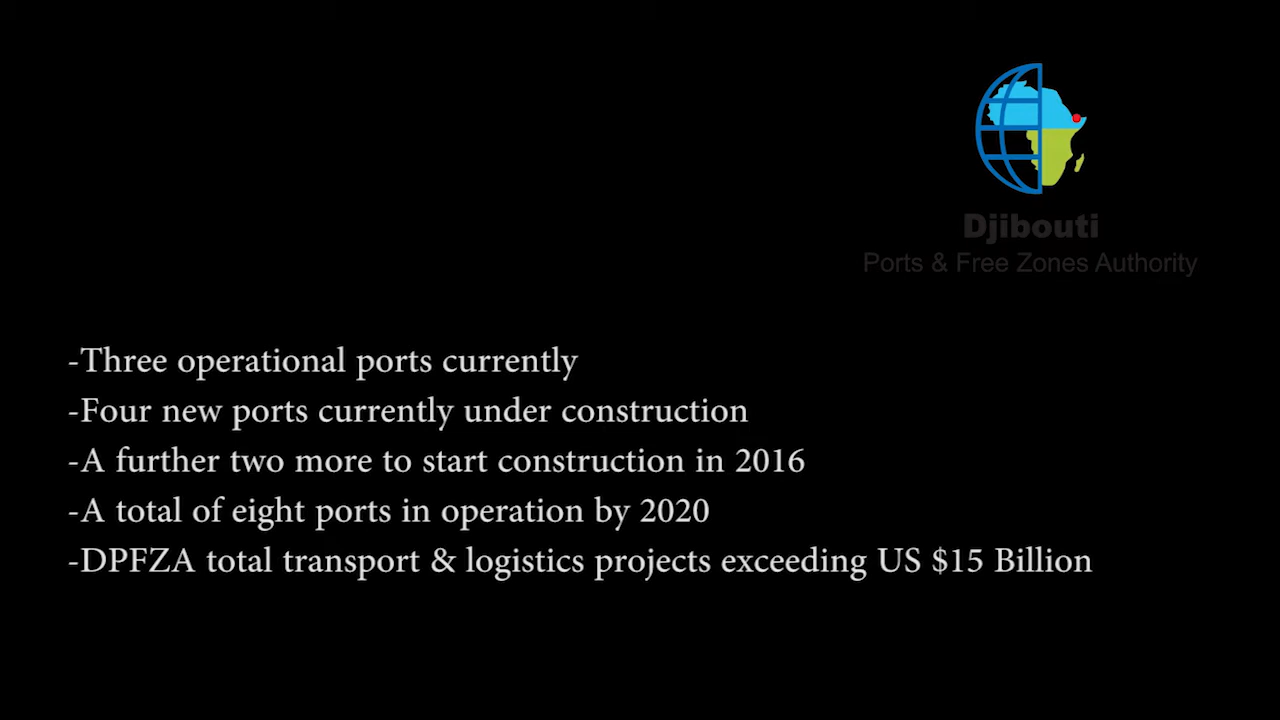 Djibouti
Ports & Free Zones Authority
-Three operational ports currently
-Four new ports currently under construction
-A further two more to start construction in 2016
-A total of eight ports in operation by 2020
-DPFZA total transport & logistics projects exceeding US $15 Billion